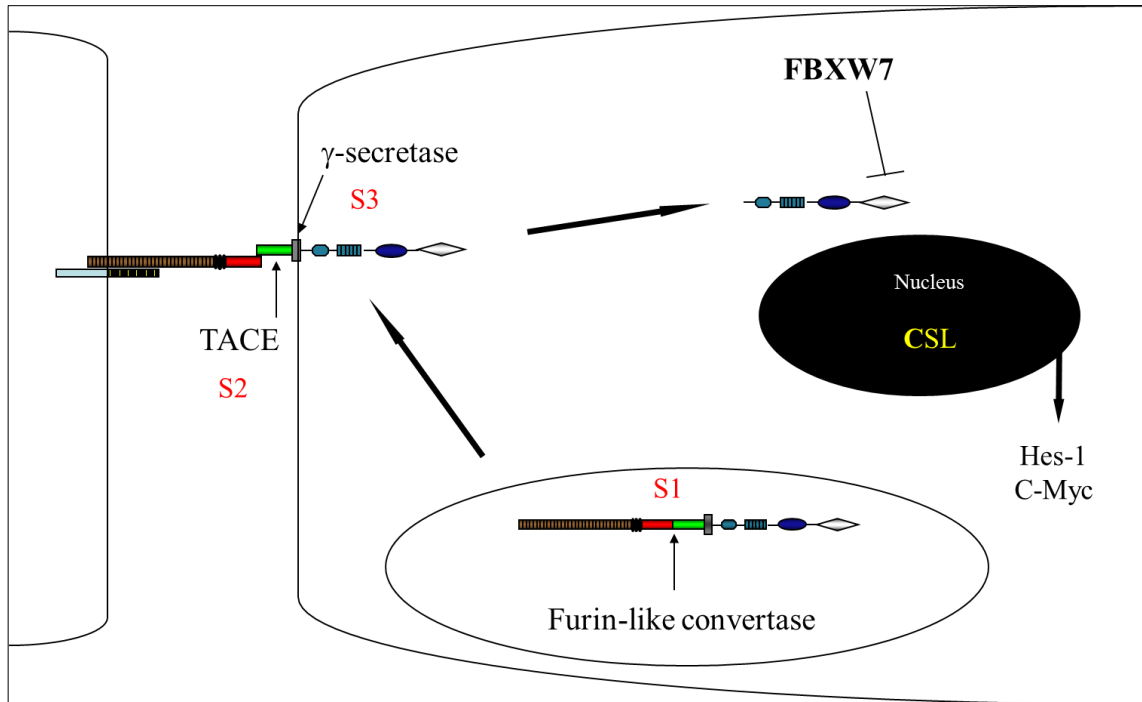 FBXW7
γ-secretase
S3
TACE
S2
Nucleus
CSL
Hes-1
C-Myc
S1
Furin-like convertase